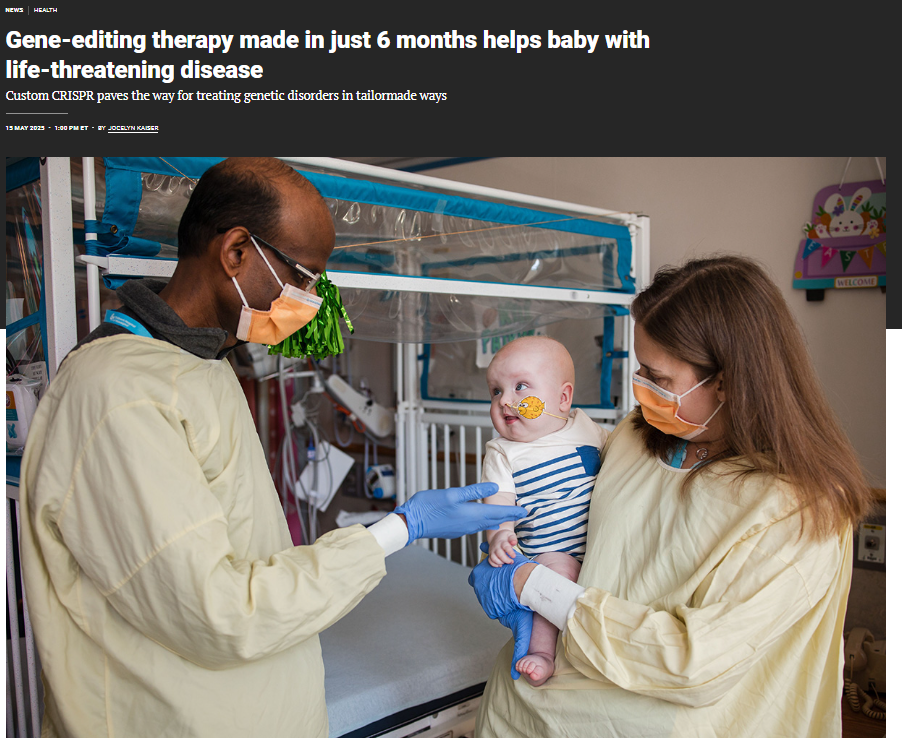 NEWS | HEALTH
Gene-editing therapy made in just 6 months helps baby with
life-threatening disease
Custom CRISPR paves the way for treating genetic disorders in tailormade ways
15 MAY 2025 • 1:00 PM ET • BY JOCELYN KAISER
WELCOME